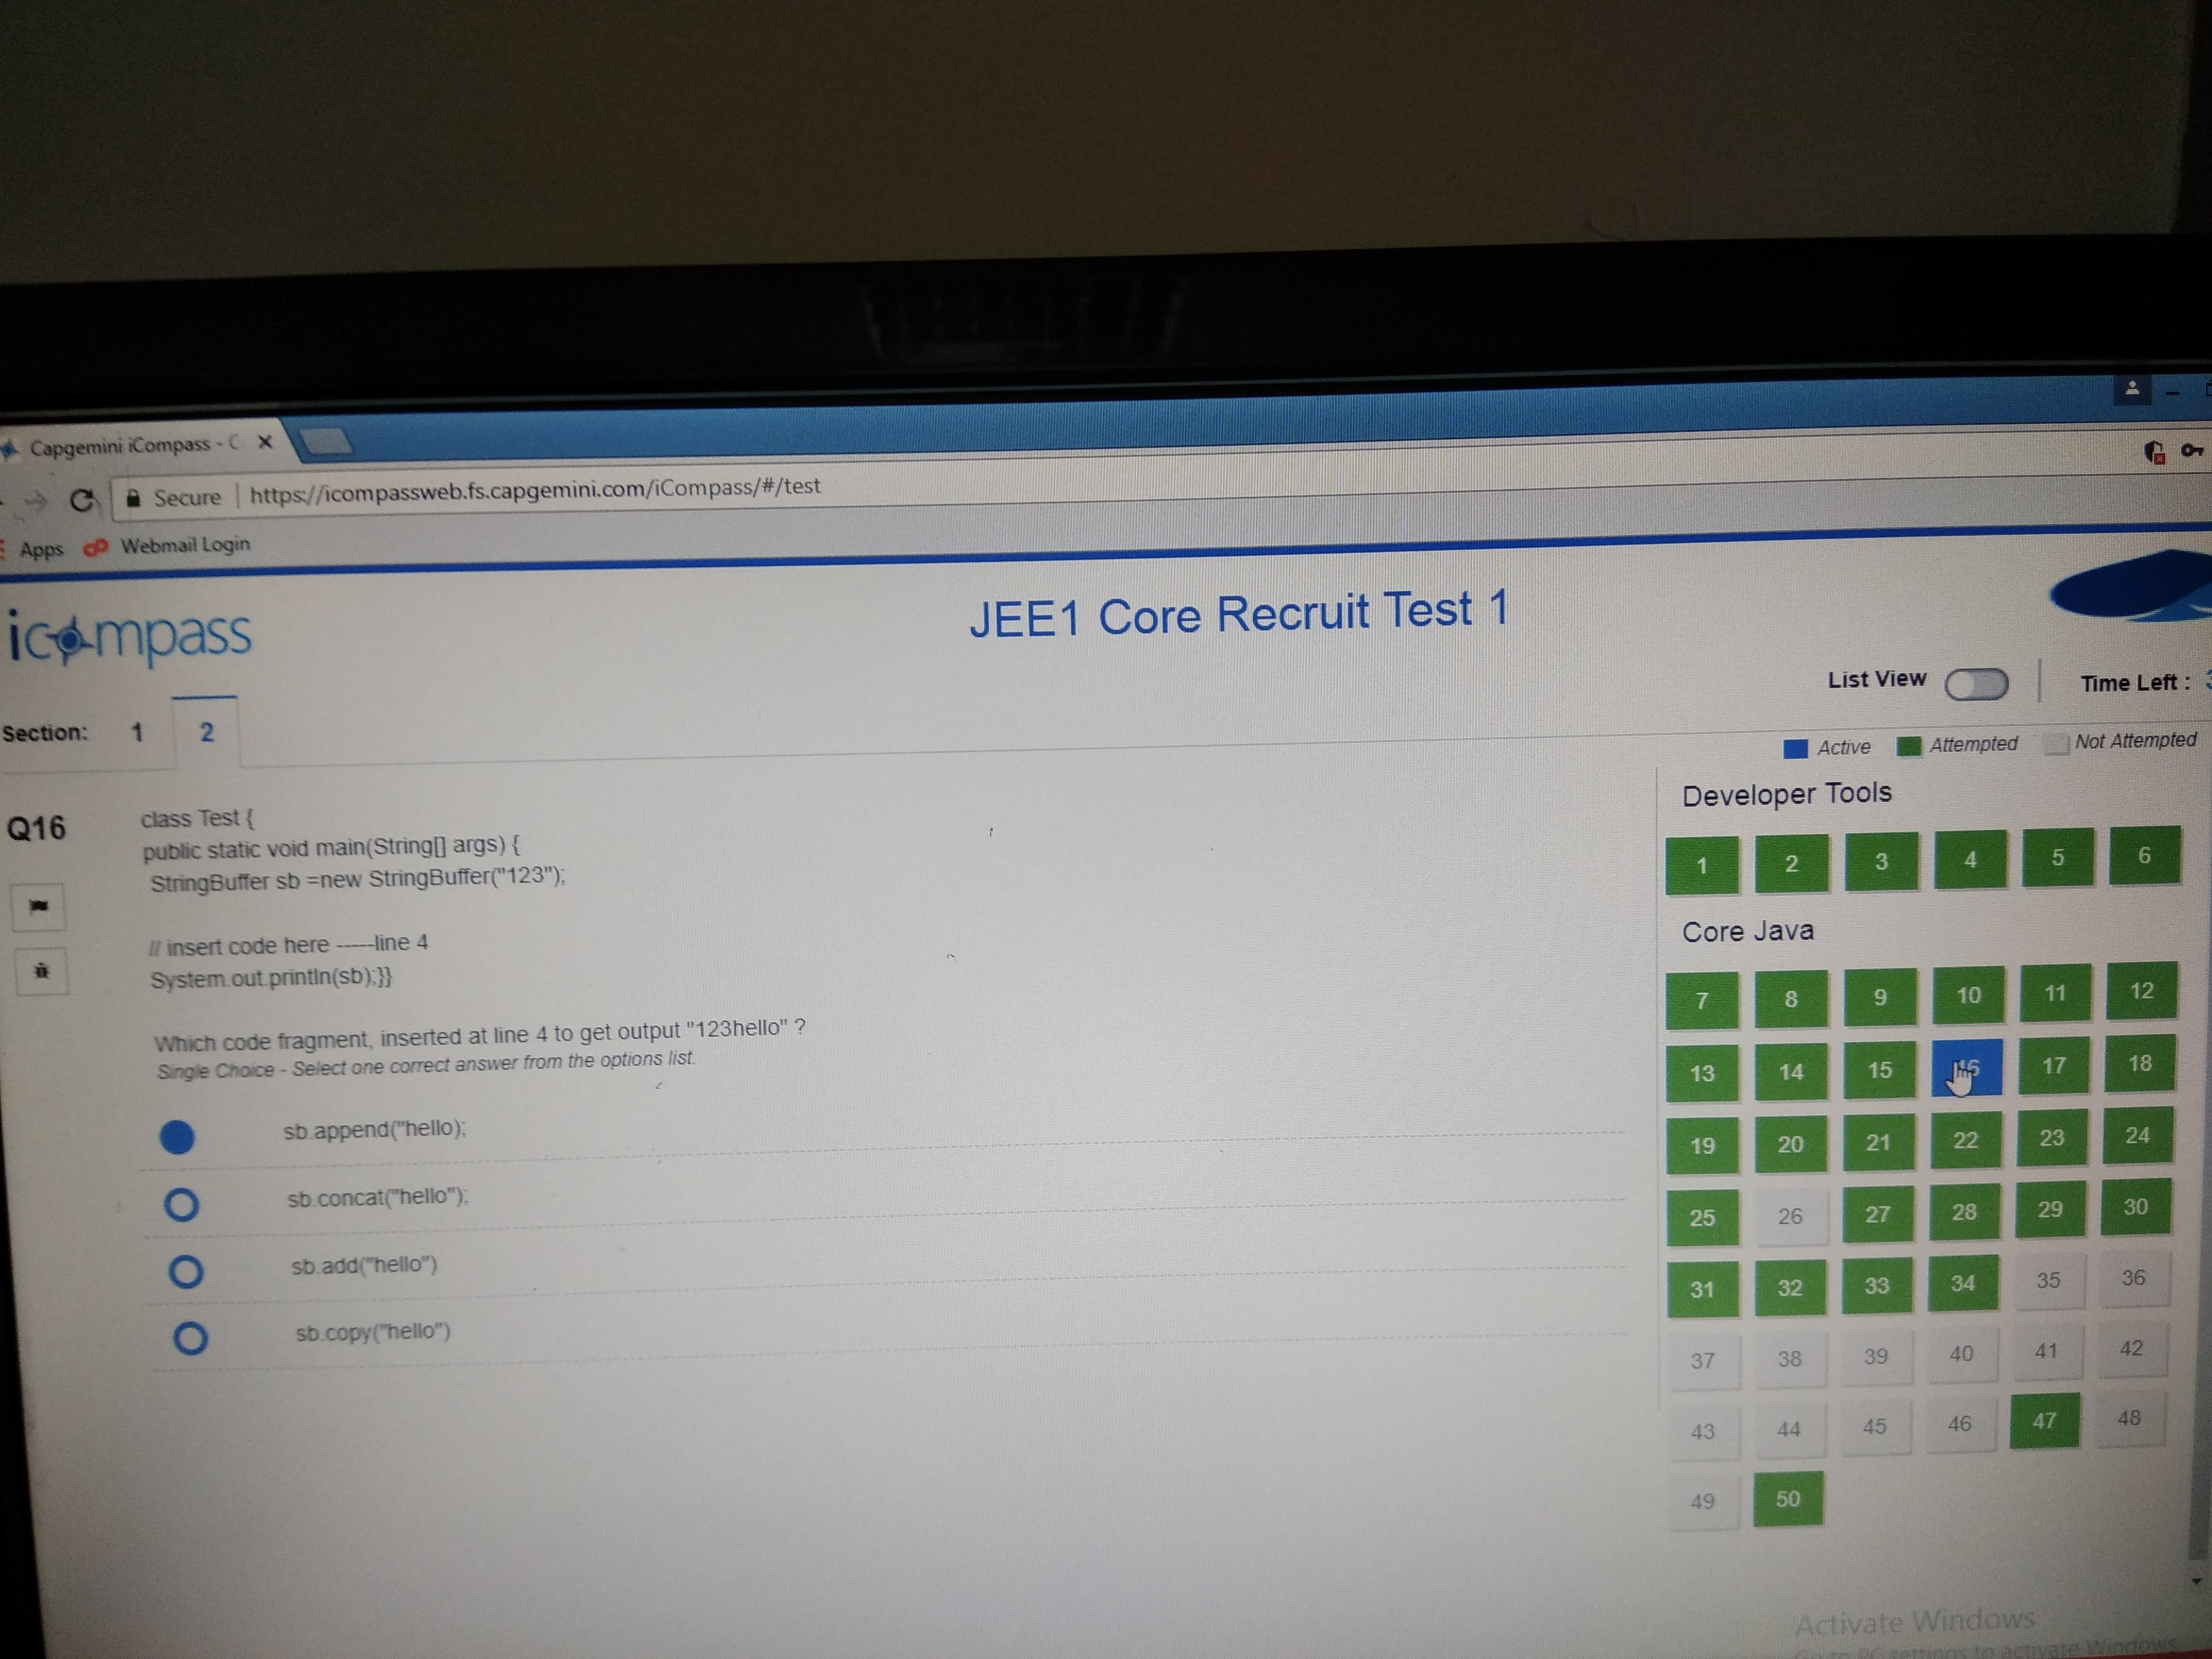 Capgemini iCompass - C
Secure
https://icompassweb.fs.capgemini.com/iCompass/#/test
Apps
Webmail Login
icompass
JEE1 Core Recruit Test 1
List View
Time Left :
Section: 1 2
Active Attempted Not Attempted
Q16
class Test {
public static void main(String[] args) {
StringBuffer sb =new StringBuffer("123");
// insert code here -----line 4
System.out.println(sb);}}
Which code fragment, inserted at line 4 to get output "123hello" ?
Single Choice - Select one correct answer from the options list.
sb.append("hello);
sb.concat("hello");
sb.add("hello")
sb.copy("hello")
Developer Tools
1 2 3 4 5 6
Core Java
7 8 9 10 11 12
13 14 15 16 17 18
19 20 21 22 23 24
25 26 27 28 29 30
31 32 33 34 35 36
37 38 39 40 41 42
43 44 45 46 47 48
49 50
Activate Windows
Go to PC settings to activate Windows.